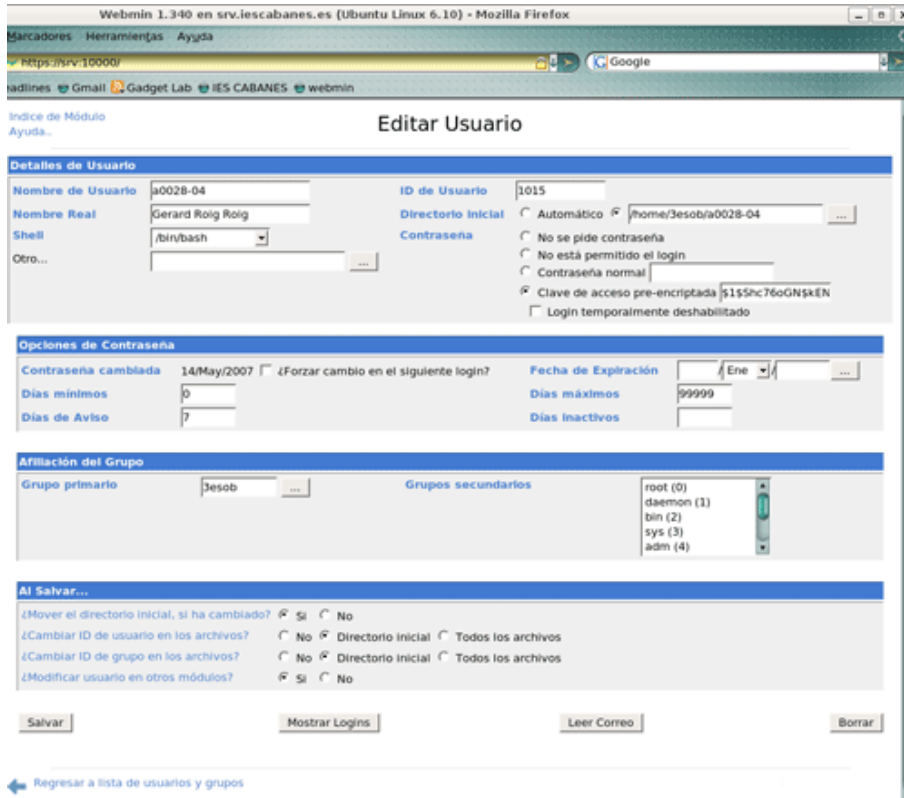 Webmin 1.340 en srv.iescabanes.es (Ubuntu Linux 6.10) - Mozilla Firefox
Marcadores Herramientas Ayuda
https://srv:10000/ Google
eadlines Gmail Gadget Lab IES CABANES webmin
Indice de Módulo
Ayuda..
Editar Usuario
Detalles de Usuario
Nombre de Usuario a0028-04 ID de Usuario 1015
Nombre Real Gerard Roig Roig Directorio Inicial Automático /home/3esob/a0028-04 ...
Shell /bin/bash Contraseña No se pide contraseña
Otro... ... No está permitido el login
Contraseña normal
Clave de acceso pre-encriptada $1$Shc76oGN$kEN
Login temporalmente deshabilitado
Opciones de Contraseña
Contraseña cambiada 14/May/2007 ¿Forzar cambio en el siguiente login? Fecha de Expiración / Ene / ...
Días mínimos 0 Días máximos 99999
Días de Aviso 7 Días Inactivos
Afiliación del Grupo
Grupo primario 3esob ... Grupos secundarios root (0)
daemon (1)
bin (2)
sys (3)
adm (4)
Al Salvar...
¿Mover el directorio inicial, si ha cambiado? Si No
¿Cambiar ID de usuario en los archivos? No Directorio inicial Todos los archivos
¿Cambiar ID de grupo en los archivos? No Directorio inicial Todos los archivos
¿Modificar usuario en otros módulos? Si No
Salvar Mostrar Logins Leer Correo Borrar
Regresar a lista de usuarios y grupos